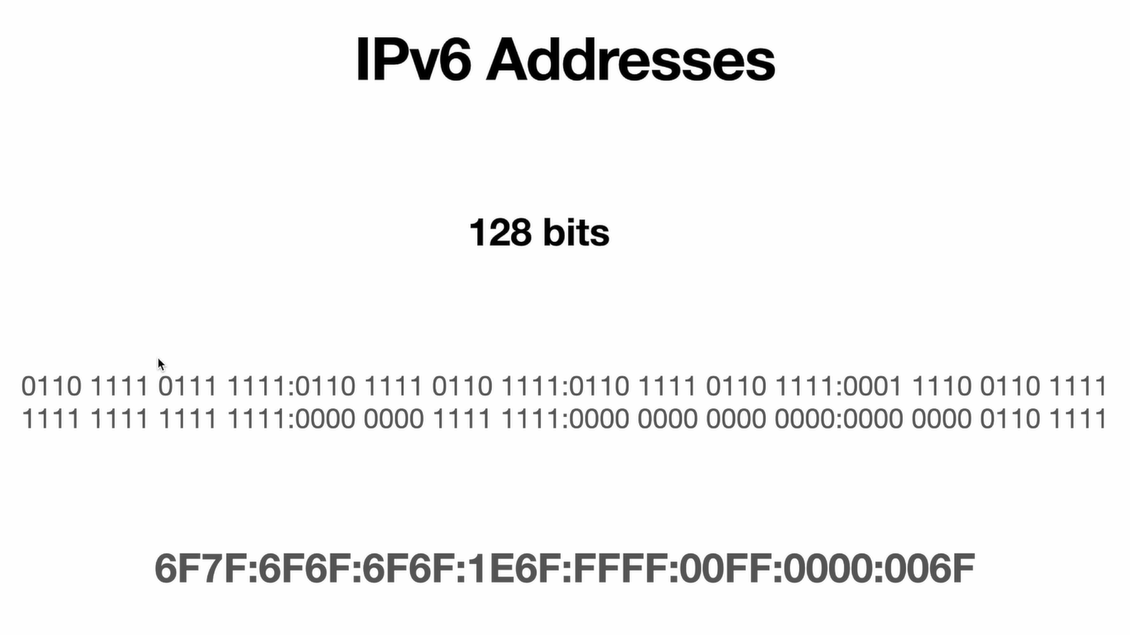 IPv6 Addresses
128 bits
0110 1111 0111 1111:0110 1111 0110 1111:0110 1111 0110 1111:0001 1110 0110 1111
1111 1111 1111 1111:0000 0000 1111 1111:0000 0000 0000 0000:0000 0000 0110 1111
6F7F:6F6F:6F6F:1E6F:FFFF:00FF:0000:006F